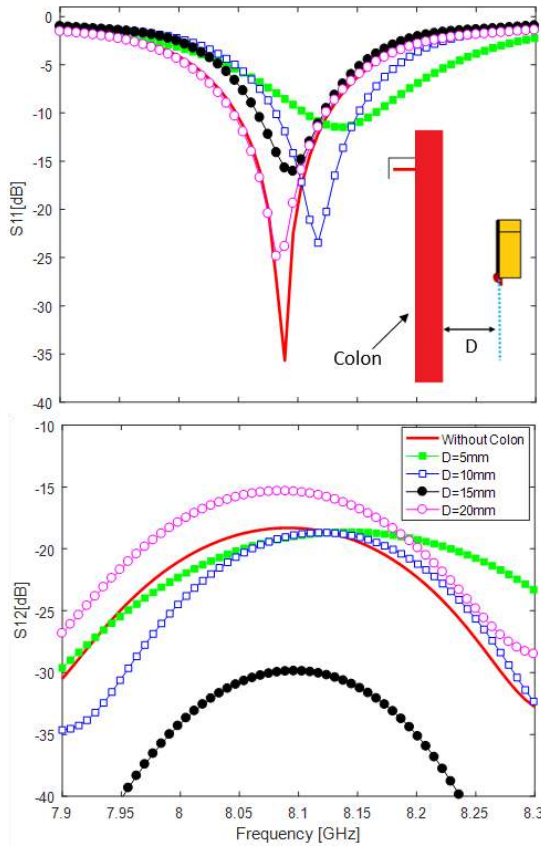 0
-5
-10
-15
-20
-25
-30
-35
-40
S11[dB]
Colon
D
-10
-15
-20
-25
-30
-35
-40
S12[dB]
Without Colon
D=5mm
D=10mm
D=15mm
D=20mm
7.9
7.95
8
8.05
8.1
8.15
8.2
8.25
8.3
Frequency [GHz]